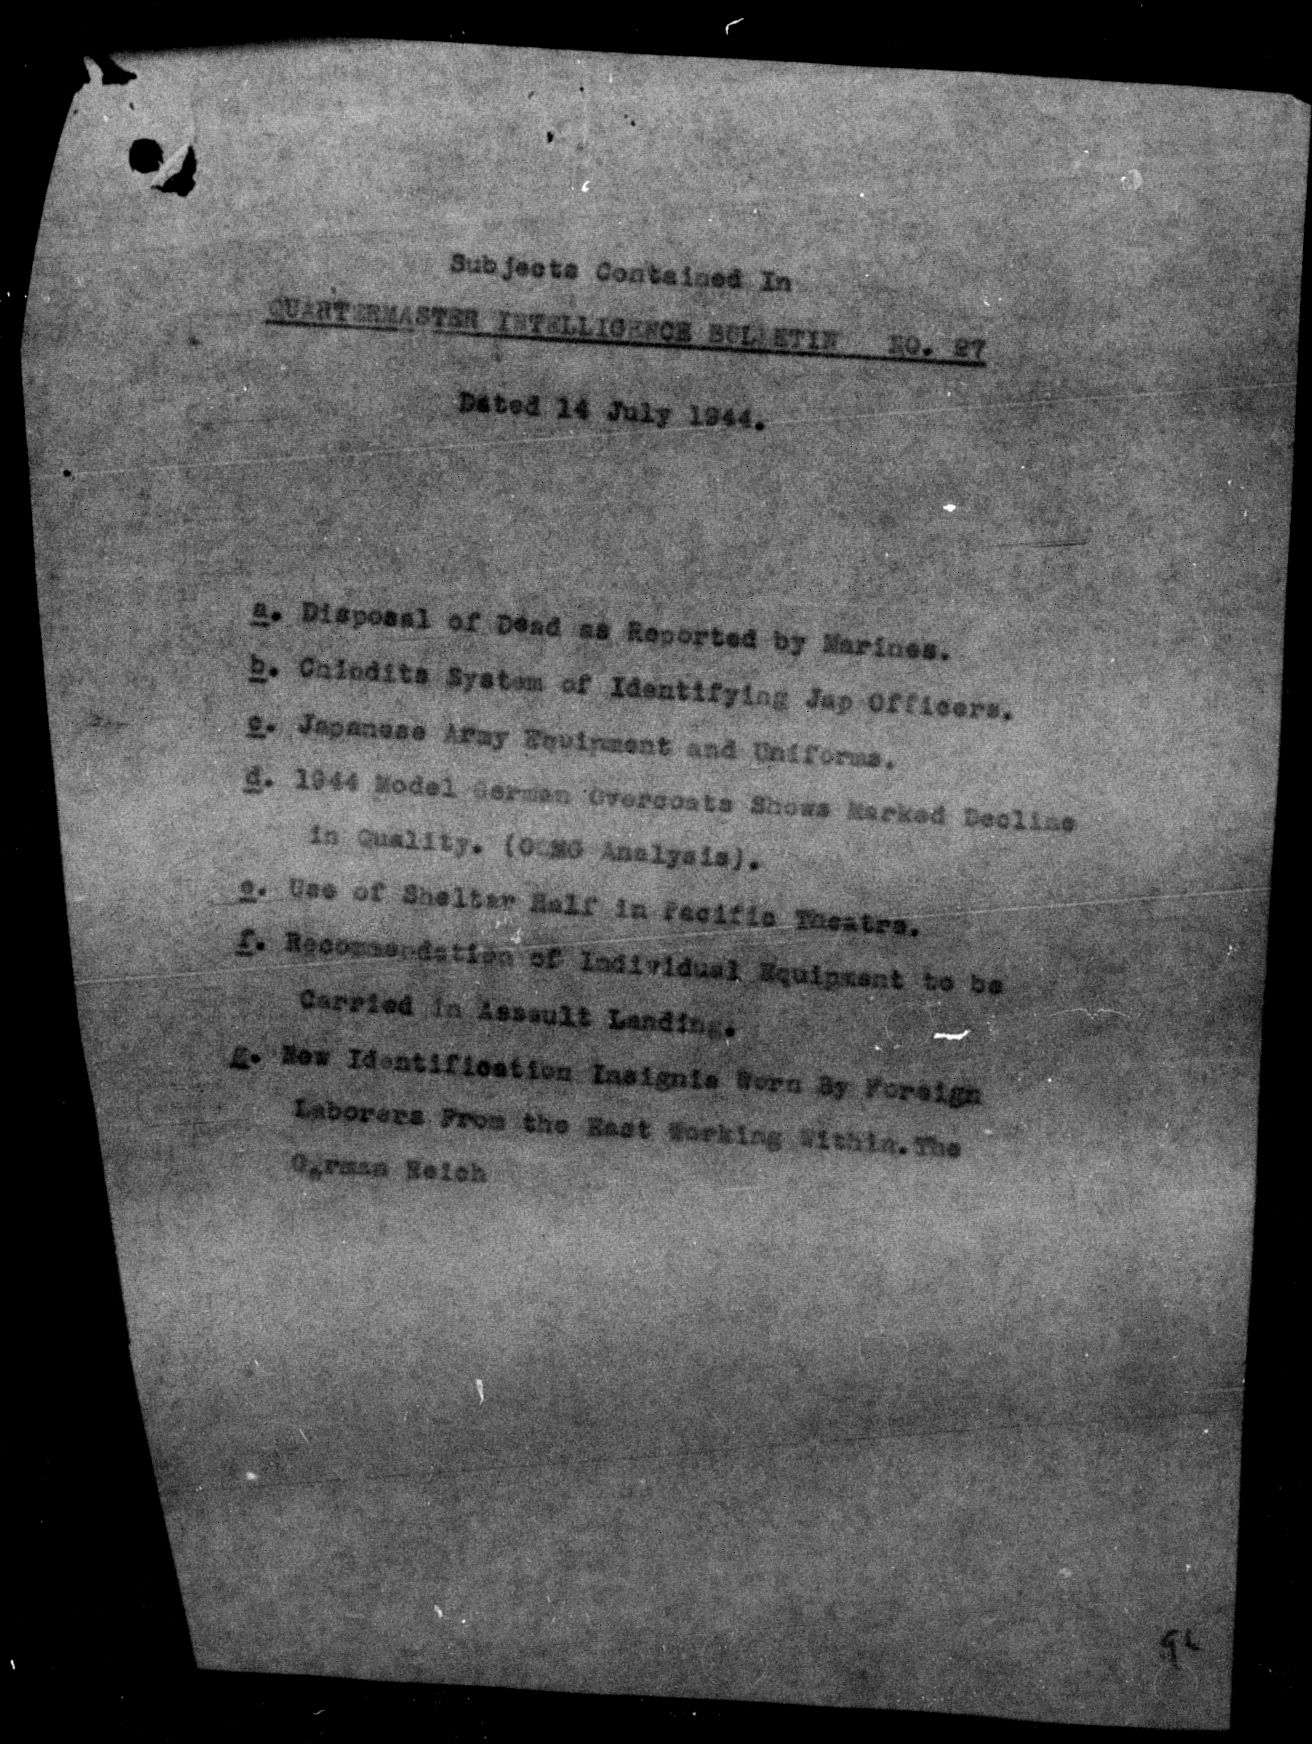 Subjects Contained In
QUARTERMASTER INTELLIGENCE BULLETIN NO. 27
Dated 14 July 1944.
a. Disposal of Dead as Reported by Marines.
b. Chindits System of Identifying Jap Officers.
c. Japanese Army Equipment and Uniforms.
d. 1944 Model German Overcoats Shows Marked Decline
in Quality. (OQMG Analysis).
e. Use of Shelter Half in Pacific Theatre.
f. Recommendation of Individual Equipment to be
Carried in Assault Landing.
g. New Identification Insignia Worn By Foreign
Laborers From the East Working Within.The
German Reich